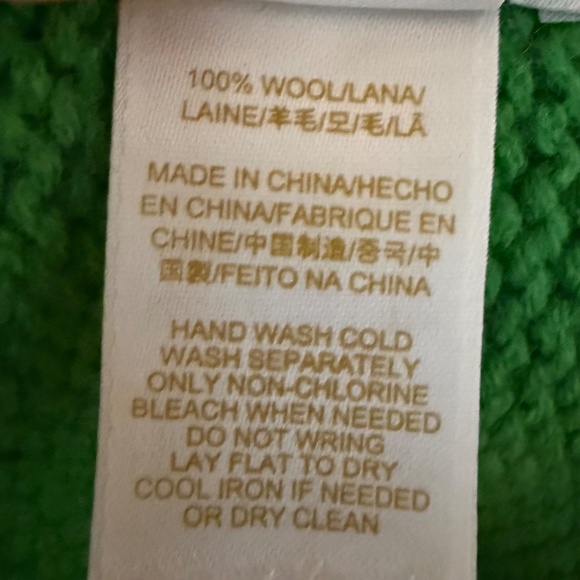 100% WOOL/LANA/
LAINE/羊毛/모/毛/LÃ
MADE IN CHINA/HECHO
EN CHINA/FABRIQUE EN
CHINE/中国制造/중국/中
国製/FEITO NA CHINA
HAND WASH COLD
WASH SEPARATELY
ONLY NON-CHLORINE
BLEACH WHEN NEEDED
DO NOT WRING
LAY FLAT TO DRY
COOL IRON IF NEEDED
OR DRY CLEAN